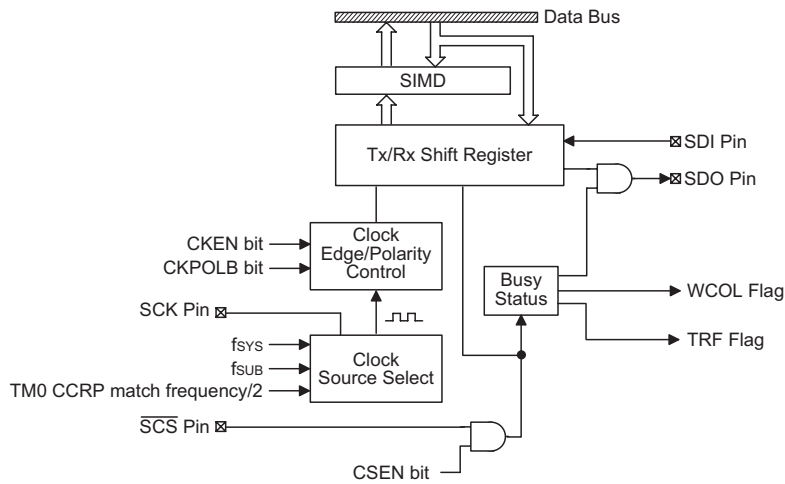 Data Bus
SIMD
Tx/Rx Shift Register
SDI Pin
SDO Pin
CKEN bit
CKPOLB bit
Clock
Edge/Polarity
Control
Busy
Status
WCOL Flag
TRF Flag
SCK Pin
fSYS
fSUB
TM0 CCRP match frequency/2
Clock
Source Select
SCS Pin
CSEN bit